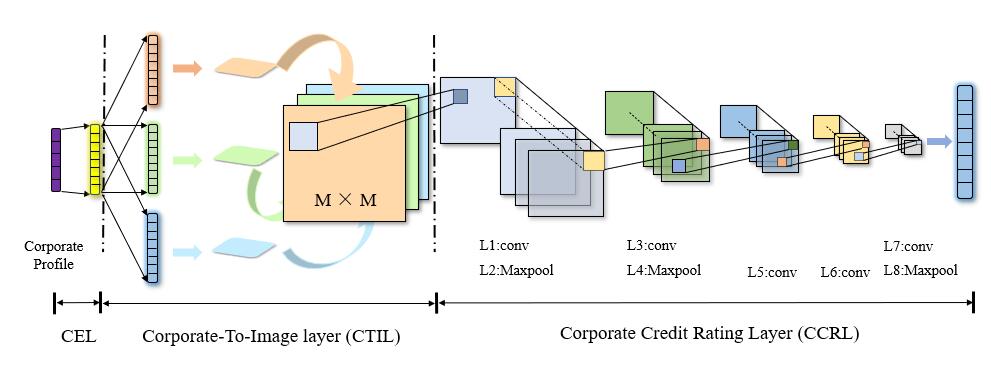 M × M
Corporate
Profile
L1:conv
L2:Maxpool
L3:conv
L4:Maxpool
L5:conv
L6:conv
L7:conv
L8:Maxpool
CEL
Corporate-To-Image layer (CTIL)
Corporate Credit Rating Layer (CCRL)